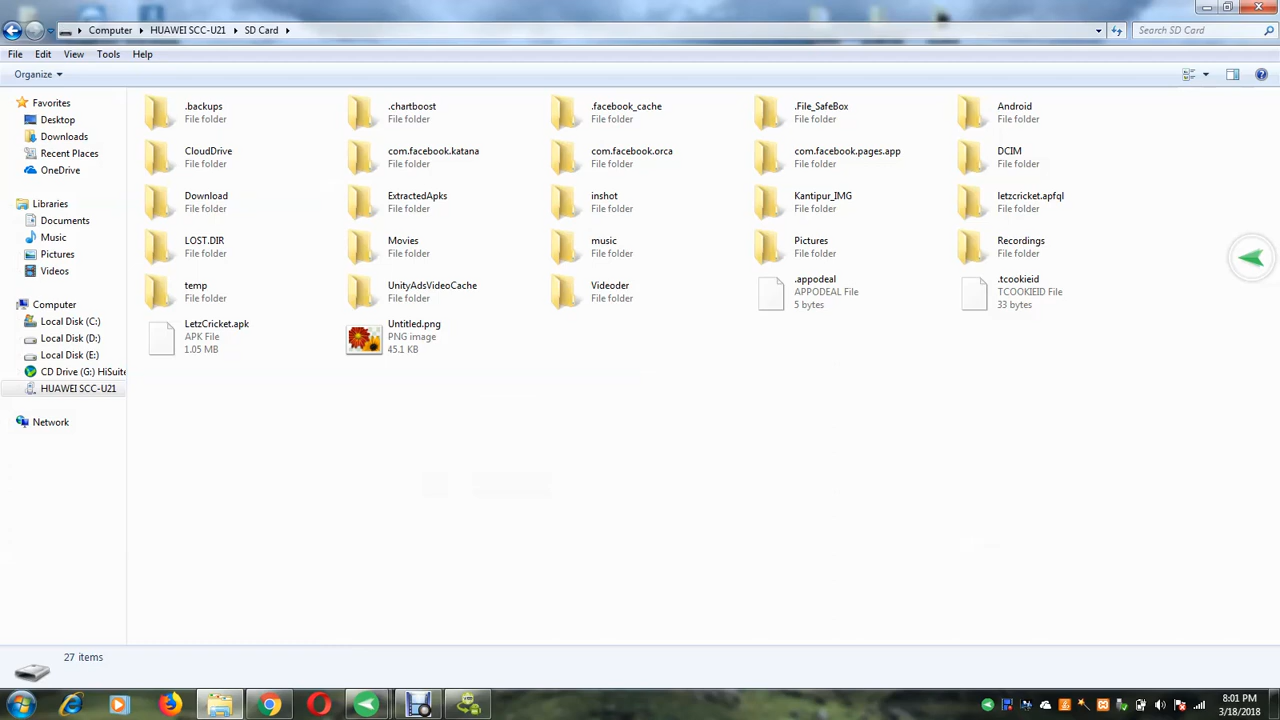 Computer HUAWEI SCC-U21 SD Card
Search SD Card
File Edit View Tools Help
Organize
Favorites
Desktop
Downloads
Recent Places
OneDrive
Libraries
Documents
Music
Pictures
Videos
Computer
Local Disk (C:)
Local Disk (D:)
Local Disk (E:)
CD Drive (G:) HiSuite
HUAWEI SCC-U21
Network
.backups
File folder
.chartboost
File folder
.facebook_cache
File folder
.File_SafeBox
File folder
Android
File folder
CloudDrive
File folder
com.facebook.katana
File folder
com.facebook.orca
File folder
com.facebook.pages.app
File folder
DCIM
File folder
Download
File folder
ExtractedApks
File folder
inshot
File folder
Kantipur_IMG
File folder
letzcricket.apfql
File folder
LOST.DIR
File folder
Movies
File folder
music
File folder
Pictures
File folder
Recordings
File folder
temp
File folder
UnityAdsVideoCache
File folder
Videoder
File folder
.appodeal
APPODEAL File
5 bytes
.tcookieid
TCOOKIEID File
33 bytes
LetzCricket.apk
APK File
1.05 MB
Untitled.png
PNG image
45.1 KB
27 items
8:01 PM
3/18/2018